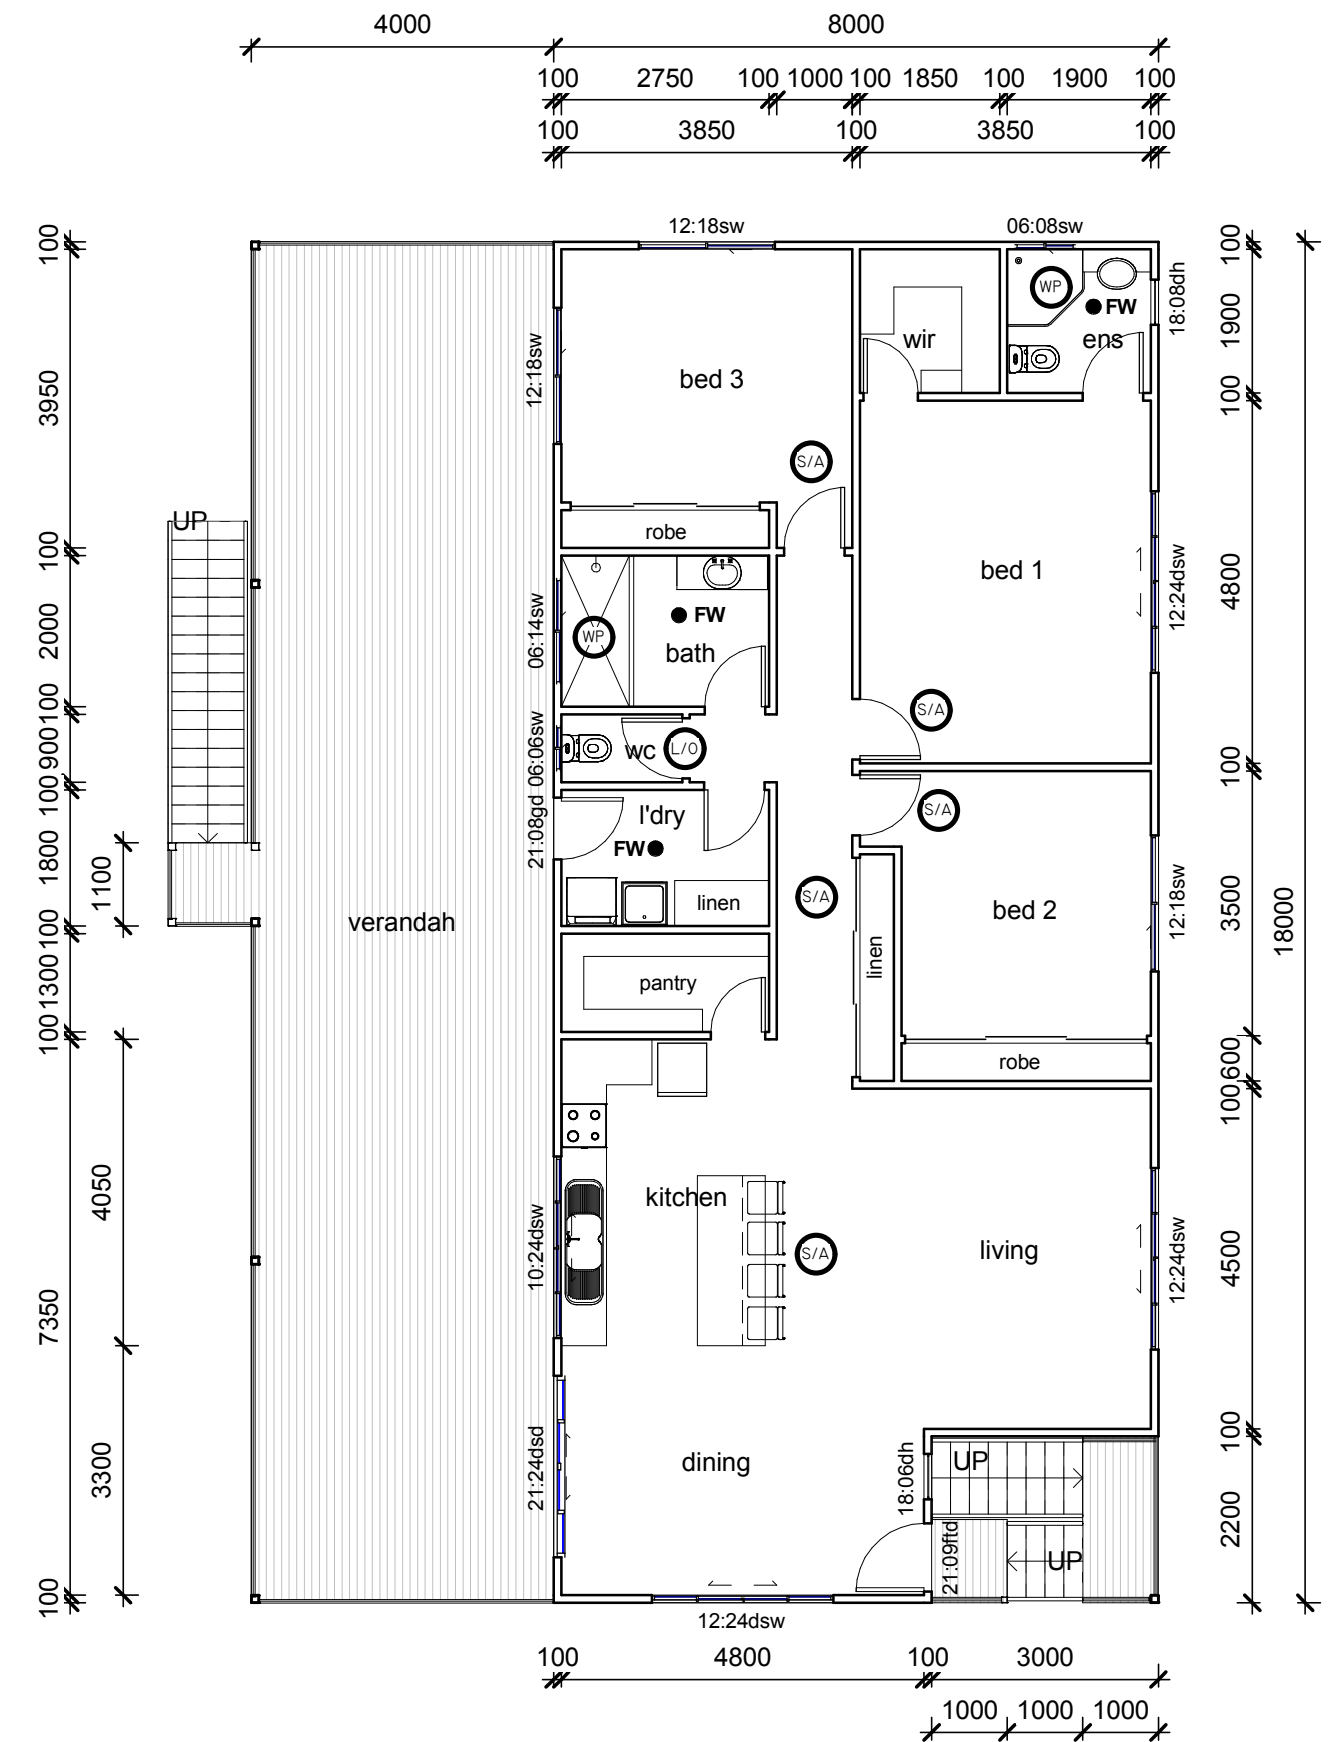 4000 8000
100 2750 100 1000 100 1850 100 1900 100
100 3850 100 3850 100
12:18sw 06:08sw
100
3950
100
2000
100
900
100
1800
100
1300
100
7350
100
1100
4050
3300
UP
verandah
12:18sw
06:14sw
06:06sw
21:08gd
10:24dsw
21:24dsd
bed 3
S/A
robe
wir
WP
FW
ens
18:08dh
bed 1
12:24dsw
S/A
WP
FW
bath
wc
L/O
l'dry
FW
linen
S/A
S/A
bed 2
12:18sw
linen
robe
pantry
kitchen
S/A
living
12:24dsw
dining
18:06dh
UP
21:09ftd
UP
12:24dsw
100
1900
100
4800
100
3500
600
100
4500
100
2200
18000
100 4800 100 3000
1000 1000 1000